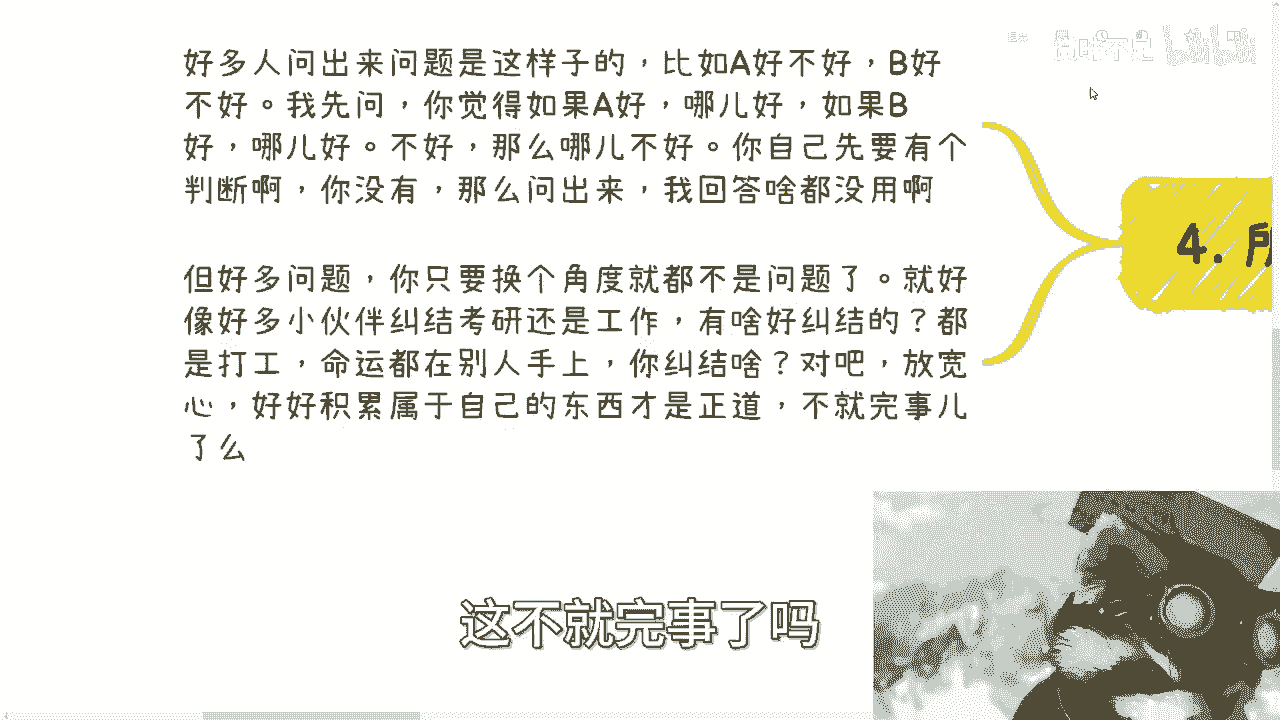 好多人问出来问题是这样子的，比如A好不好，B好
不好。我先问，你觉得如果A好，哪儿好，如果B
好，哪儿好。不好，那么哪儿不好。你自己先要有个
判断啊，你没有，那么问出来，我回答啥都没用啊
但好多问题，你只要换个角度就都不是问题了。就好
像好多小伙伴纠结考研还是工作，有啥好纠结的？都
是打工，命运都在别人手上，你纠结啥？对吧，放宽
心，好好积累属于自己的东西才是正道，不就完事儿
了么
4. 所
这不就完事了吗